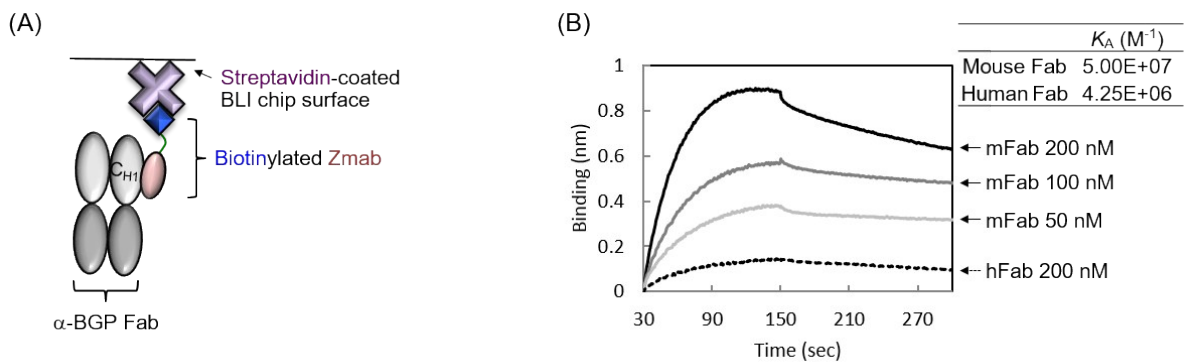 (A)
Streptavidin-coated
BLI chip surface
Biotinylated Zmab
CH1
α-BGP Fab
(B)
KA (M-1)
Mouse Fab 5.00E+07
Human Fab 4.25E+06
Binding (nm)
1
0.8
0.6
0.4
0.2
0
30 90 150 210 270
Time (sec)
mFab 200 nM
mFab 100 nM
mFab 50 nM
hFab 200 nM